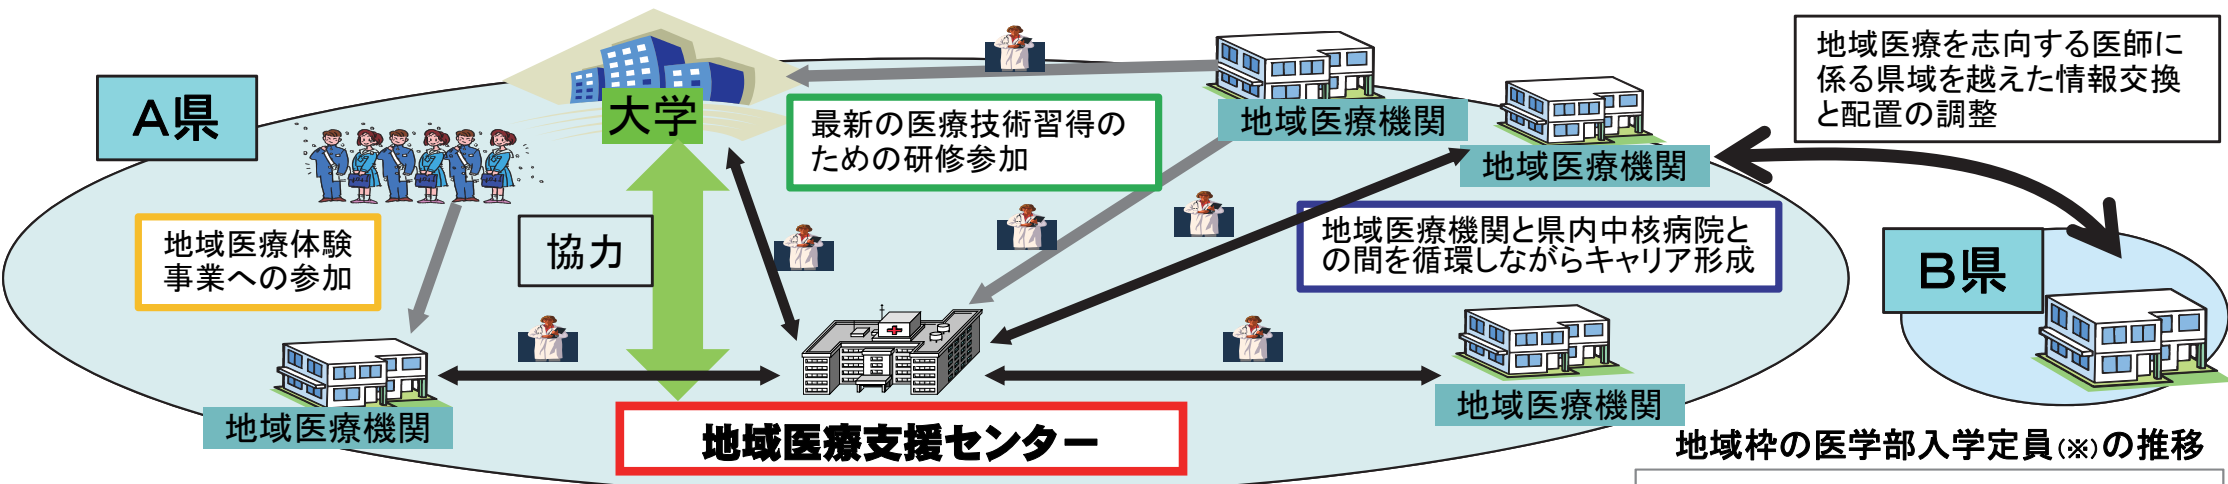 A県
大学
最新の医療技術習得の
ための研修参加
地域医療機関
地域医療機関
地域医療を志向する医師に
係る県域を越えた情報交換
と配置の調整
地域医療体験
事業への参加
協力
地域医療機関と県内中核病院と
の間を循環しながらキャリア形成
B県
地域医療機関
地域医療機関
地域医療支援センター
地域枠の医学部入学定員(※)の推移